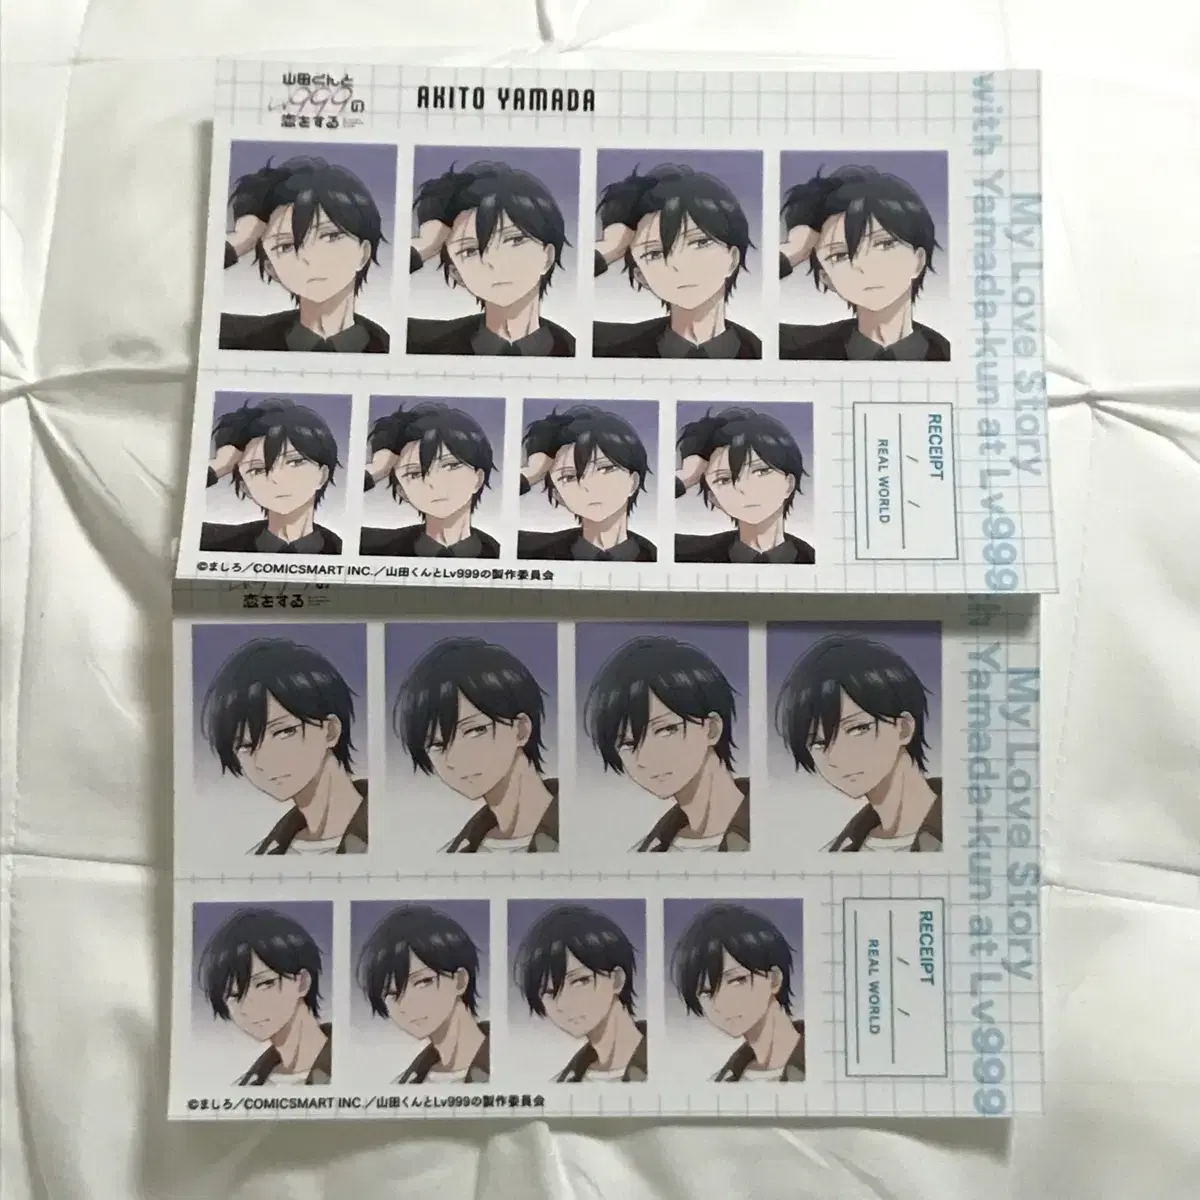 山田くんと
Lv999の
恋をする
AKITO YAMADA
My Love Story
with Yamada-kun at Lv999
RECEIPT
/ /
REAL WORLD
©ましろ／COMICSMART INC.／山田くんとLv999の製作委員会
恋をする
My Love Story
th Yamada-kun at Lv999
RECEIPT
/ /
REAL WORLD
©ましろ／COMICSMART INC.／山田くんとLv999の製作委員会